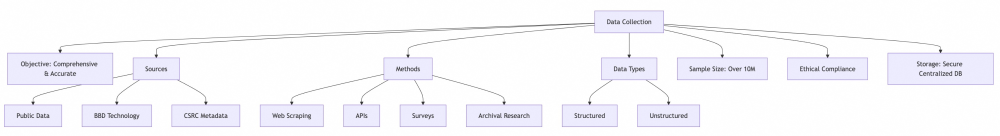 Data Collection
Objective: Comprehensive
& Accurate
Sources
Methods
Data Types
Sample Size: Over 10M
Ethical Compliance
Storage: Secure
Centralized DB
Public Data
BBD Technology
CSRC Metadata
Web Scraping
APIs
Surveys
Archival Research
Structured
Unstructured